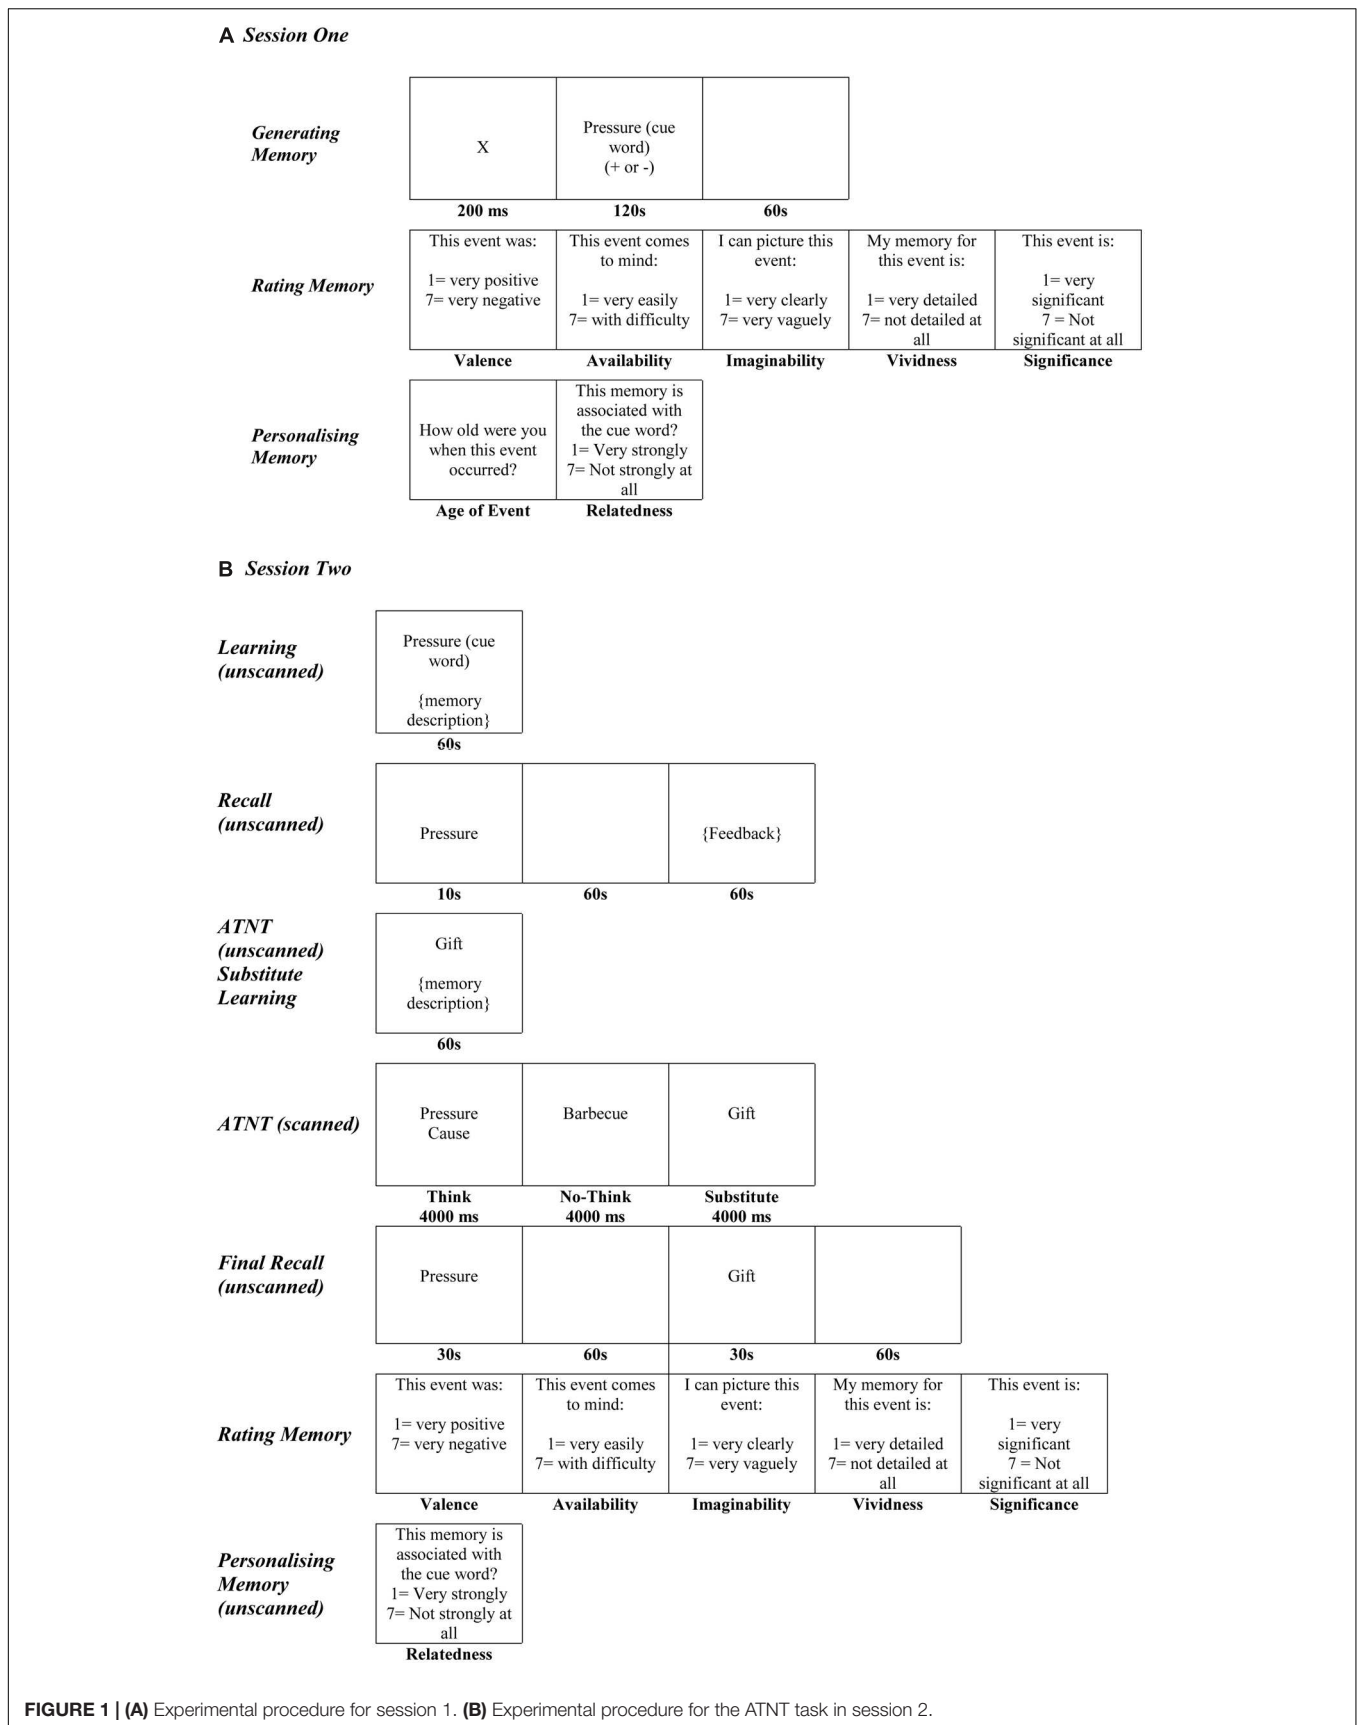 A Session One
Generating
Memory
X
Pressure (cue
word)
(+ or -)
200 ms
120s
60s
Rating Memory
This event was:
1= very positive
7= very negative
This event comes
to mind:
1= very easily
7= with difficulty
I can picture this
event:
1= very clearly
7= very vaguely
My memory for
this event is:
1= very detailed
7= not detailed at
all
This event is:
1= very
significant
7 = Not
significant at all
Valence
Availability
Imaginability
Vividness
Significance
Personalising
Memory
How old were you
when this event
occurred?
This memory is
associated with
the cue word?
1= Very strongly
7= Not strongly at
all
Age of Event
Relatedness
B Session Two
Learning
(unscanned)
Pressure (cue
word)
{memory
description}
60s
Recall
(unscanned)
Pressure
{Feedback}
10s
60s
60s
ATNT
(unscanned)
Substitute
Learning
Gift
{memory
description}
60s
ATNT (scanned)
Pressure
Cause
Barbecue
Gift
Think
4000 ms
No-Think
4000 ms
Substitute
4000 ms
Final Recall
(unscanned)
Pressure
Gift
30s
60s
30s
60s
Rating Memory
This event was:
1= very positive
7= very negative
This event comes
to mind:
1= very easily
7= with difficulty
I can picture this
event:
1= very clearly
7= very vaguely
My memory for
this event is:
1= very detailed
7= not detailed at
all
This event is:
1= very
significant
7 = Not
significant at all
Valence
Availability
Imaginability
Vividness
Significance
Personalising
Memory
(unscanned)
This memory is
associated with
the cue word?
1= Very strongly
7= Not strongly at
all
Relatedness
FIGURE 1 | (A) Experimental procedure for session 1. (B) Experimental procedure for the ATNT task in session 2.